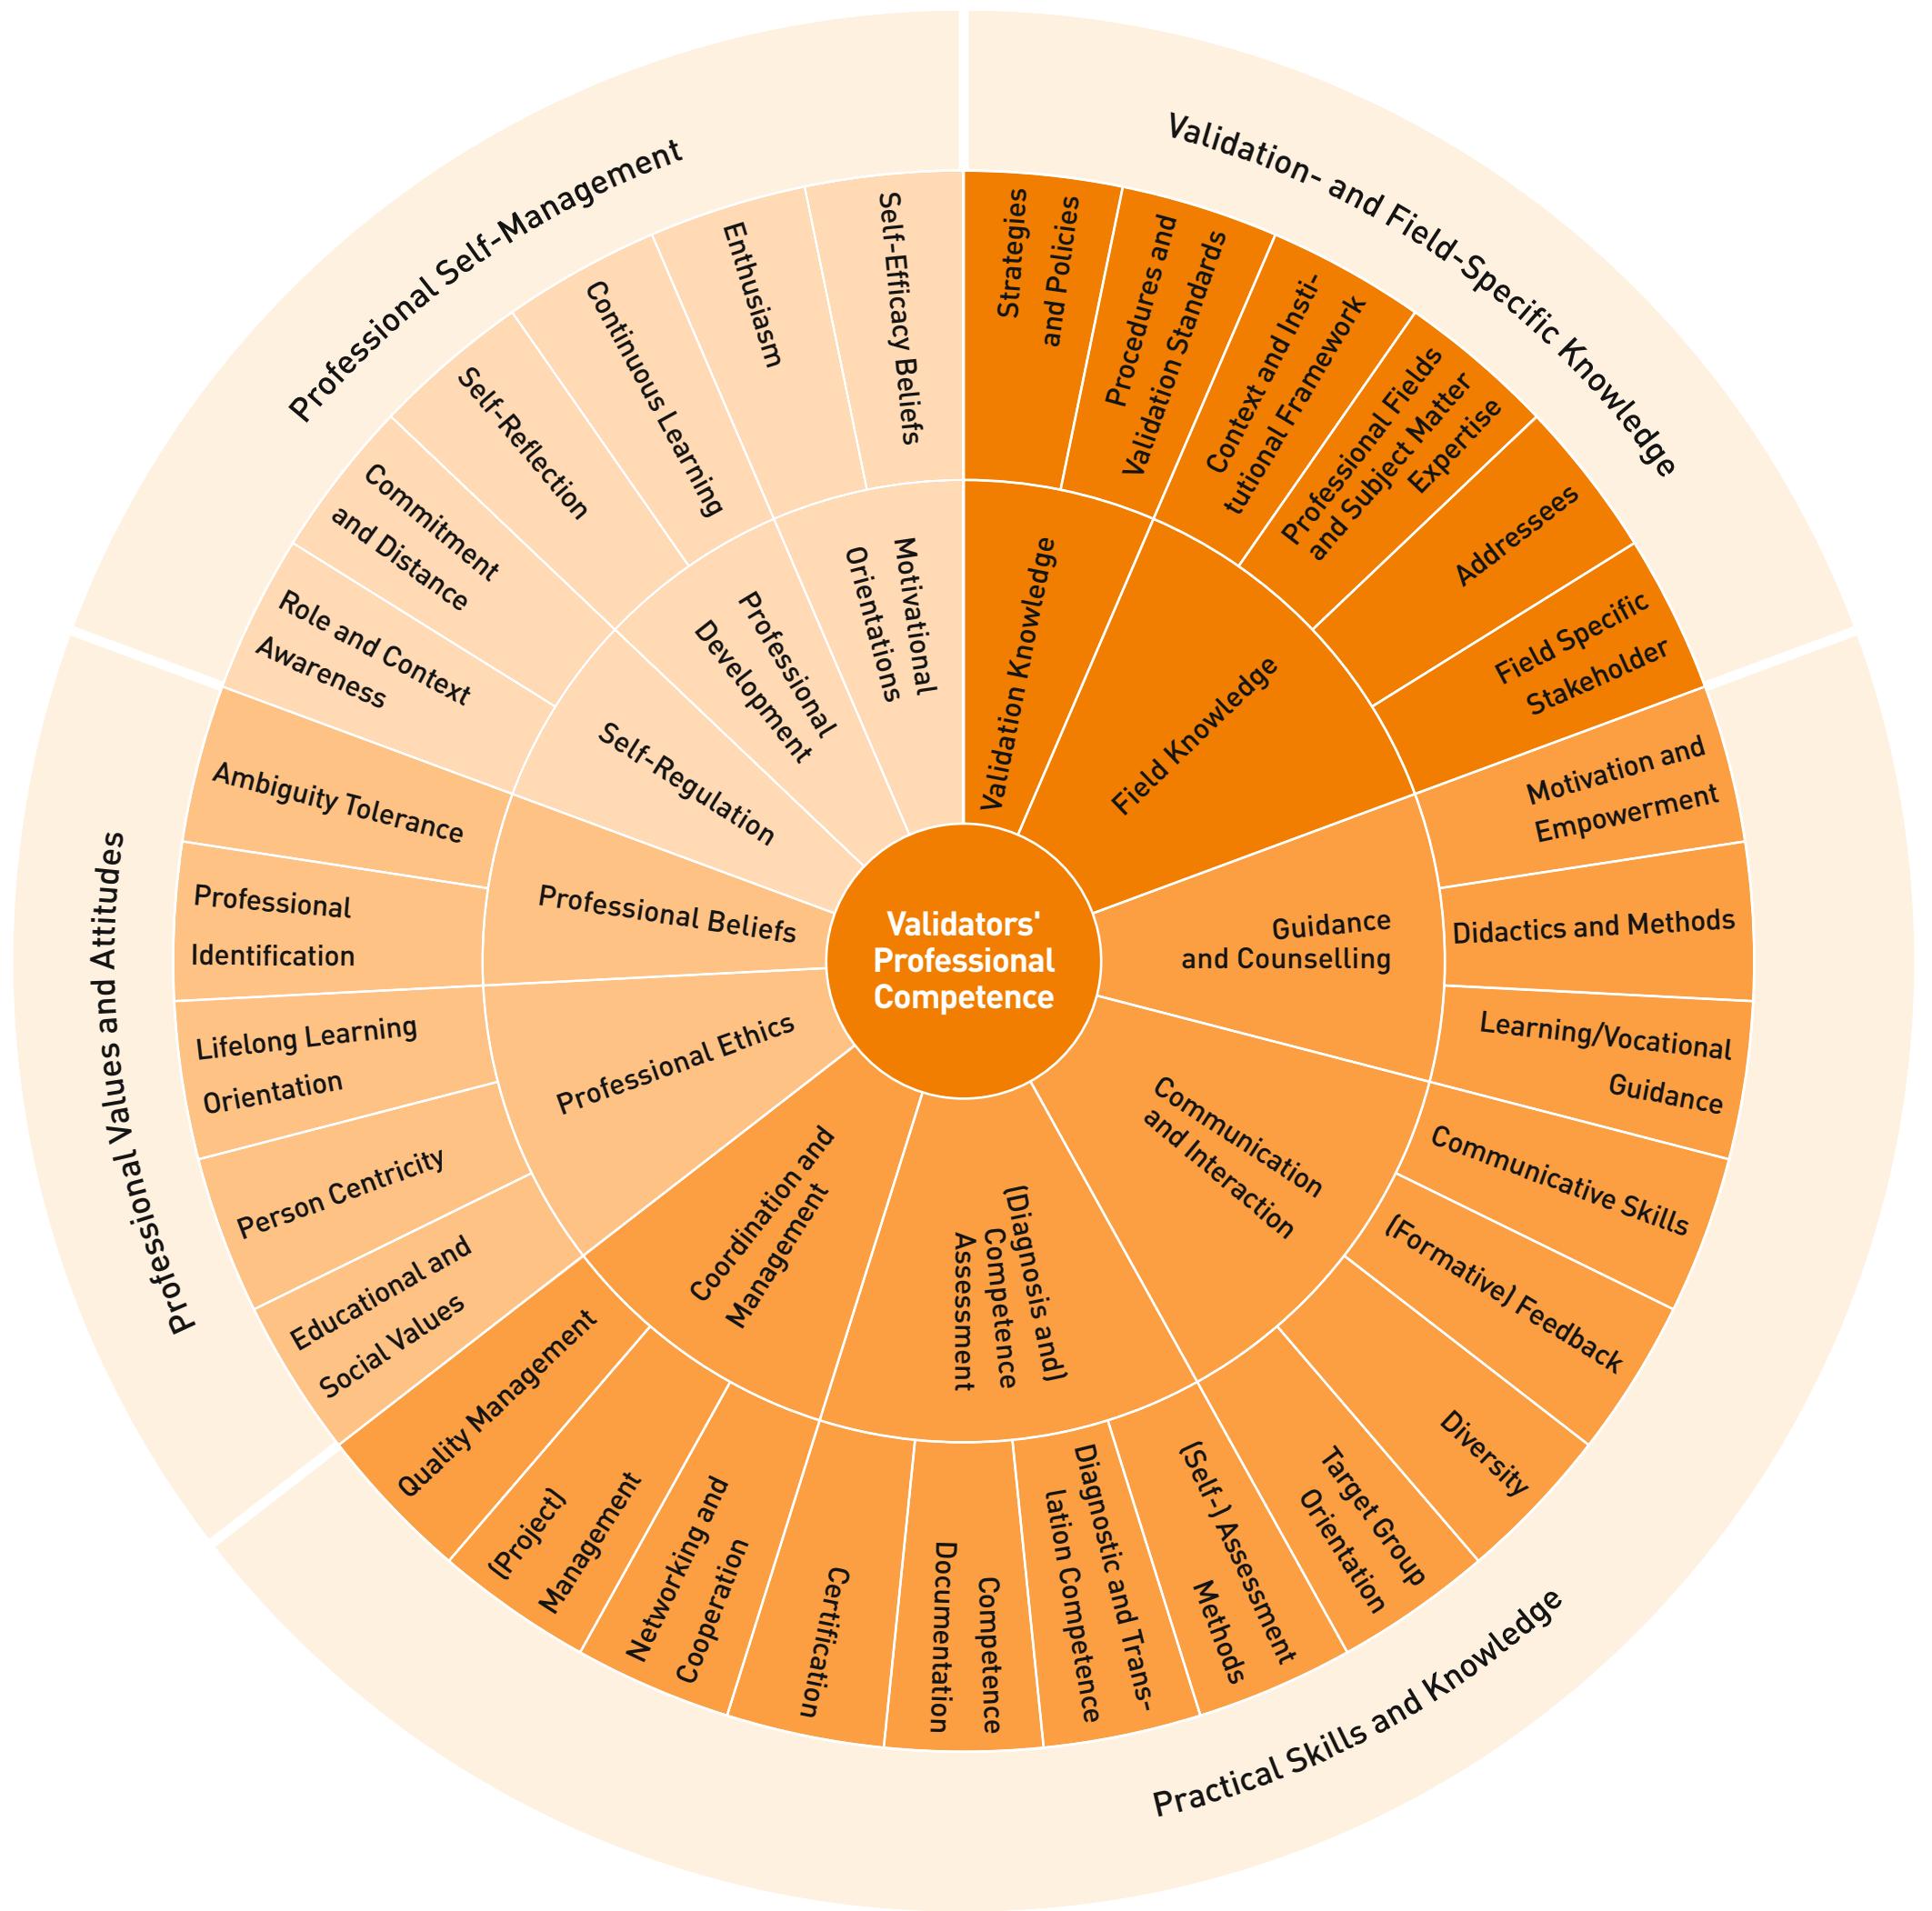 Validators'
Professional
Competence
Validation- and Field-Specific Knowledge
Validation Knowledge
Strategies
and Policies
Procedures and
Validation Standards
Field Knowledge
Context and Insti-
tutional Framework
Professional Fields
and Subject Matter
Expertise
Addressees
Field Specific
Stakeholder
Practical Skills and Knowledge
Guidance
and Counselling
Motivation and
Empowerment
Didactics and Methods
Learning/Vocational
Guidance
Communication
and Interaction
Communicative Skills
(Formative) Feedback
Diversity
Target Group
Orientation
(Diagnosis and)
Competence
Assessment
(Self-) Assessment
Methods
Diagnostic and Trans-
lation Competence
Competence
Documentation
Certification
Coordination and
Management
Networking and
Cooperation
(Project)
Management
Quality Management
Professional Values and Attitudes
Professional Ethics
Educational and
Social Values
Person Centricity
Lifelong Learning
Orientation
Professional Beliefs
Professional
Identification
Ambiguity Tolerance
Professional Self-Management
Self-Regulation
Role and Context
Awareness
Commitment
and Distance
Professional
Development
Self-Reflection
Continuous Learning
Motivational
Orientations
Enthusiasm
Self-Efficacy Beliefs